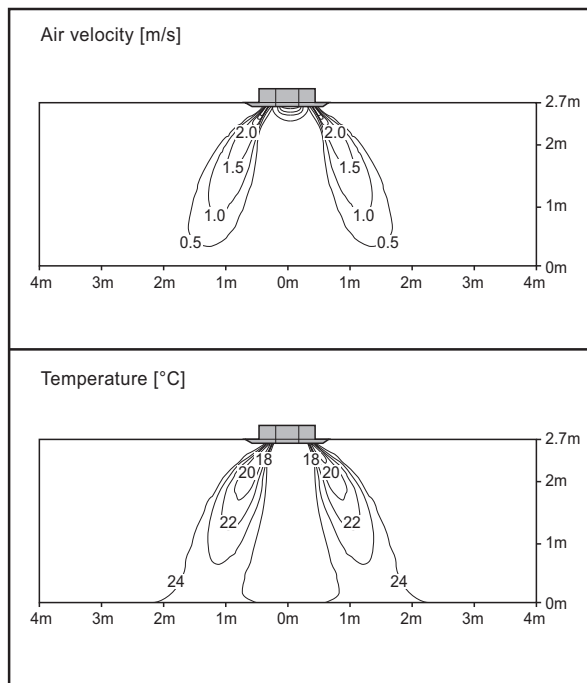 Air velocity [m/s]
2.7m
2.0 2.0
2m
1.5 1.5
1m
1.0 1.0
0.5 0.5
0m
4m 3m 2m 1m 0m 1m 2m 3m 4m
Temperature [°C]
2.7m
18 18
20 20
2m
22 22
1m
24 24
0m
4m 3m 2m 1m 0m 1m 2m 3m 4m